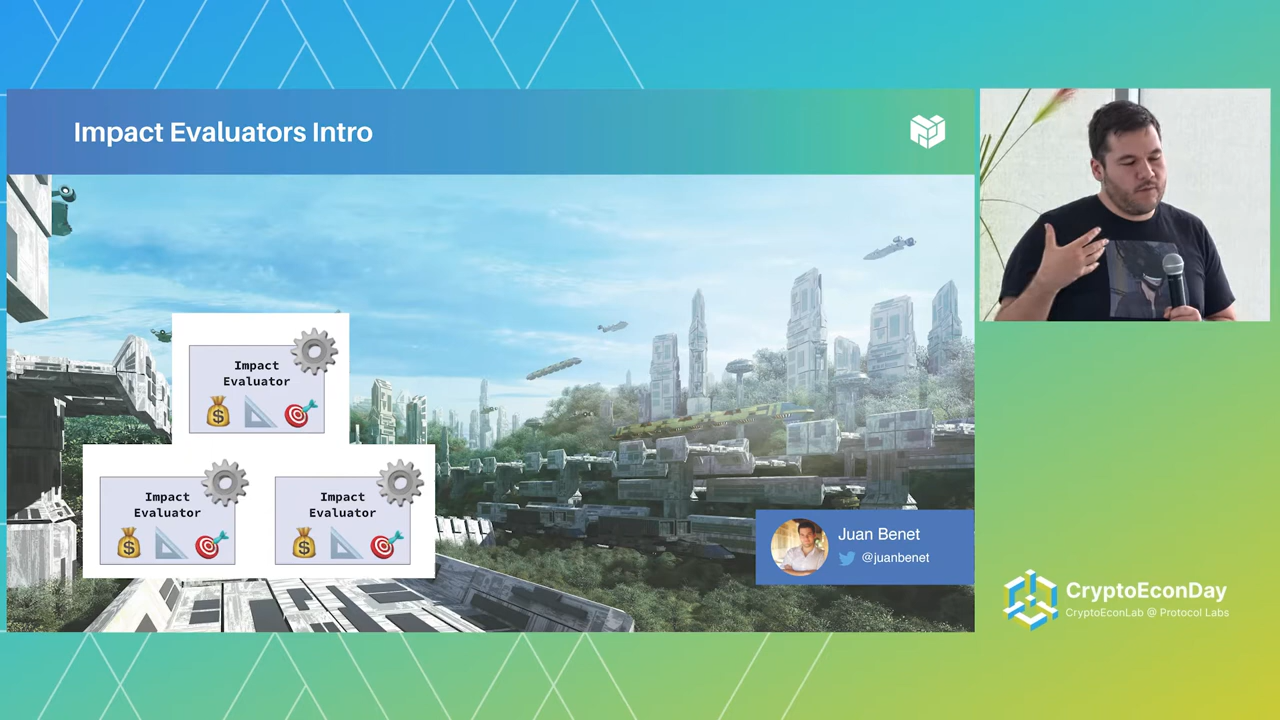 Impact Evaluators Intro
Impact
Evaluator
Impact
Evaluator
Impact
Evaluator
Juan Benet
@juanbenet
CryptoEconDay
CryptoEconLab @ Protocol Labs